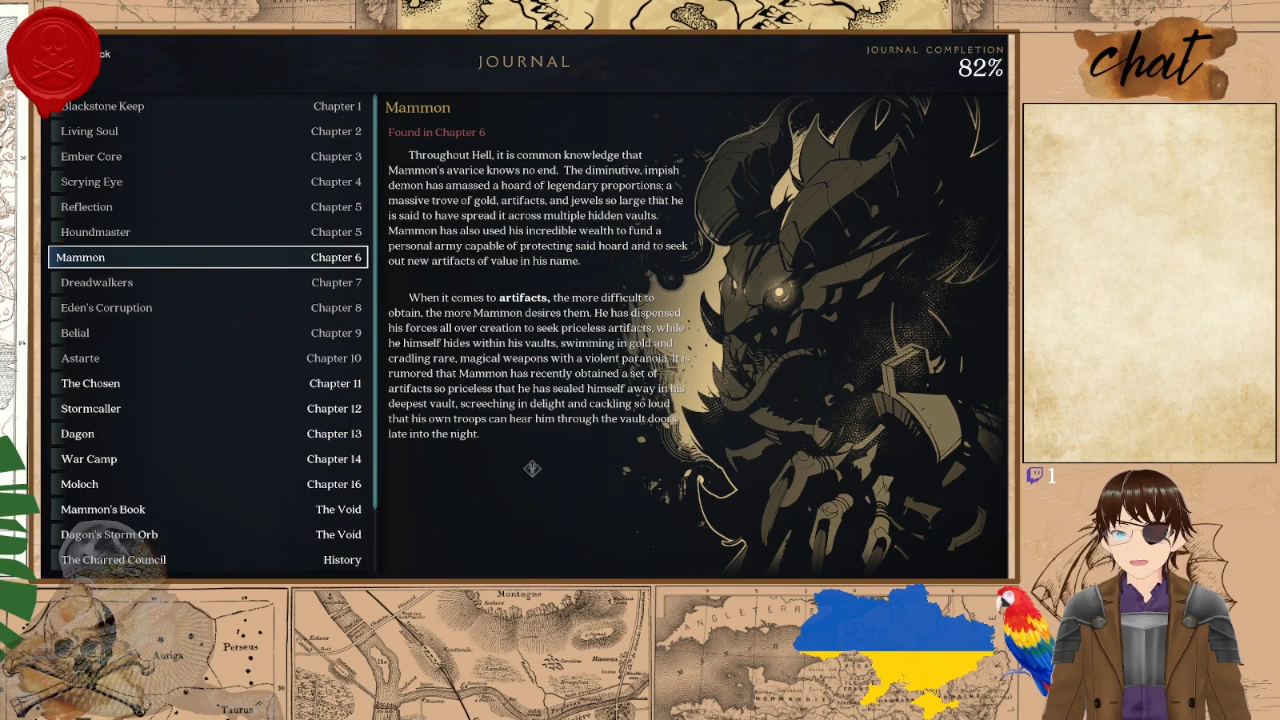 ok
JOURNAL
JOURNAL COMPLETION
82%
chat
Blackstone Keep Chapter 1
Living Soul Chapter 2
Ember Core Chapter 3
Scrying Eye Chapter 4
Reflection Chapter 5
Houndmaster Chapter 5
Mammon Chapter 6
Dreadwalkers Chapter 7
Eden's Corruption Chapter 8
Belial Chapter 9
Astarte Chapter 10
The Chosen Chapter 11
Stormcaller Chapter 12
Dagon Chapter 13
War Camp Chapter 14
Moloch Chapter 16
Mammon's Book The Void
Dagon's Storm Orb The Void
The Charred Council History
Mammon
Found in Chapter 6
Throughout Hell, it is common knowledge that
Mammon's avarice knows no end. The diminutive, impish
demon has amassed a hoard of legendary proportions; a
massive trove of gold, artifacts, and jewels so large that he
is said to have spread it across multiple hidden vaults.
Mammon has also used his incredible wealth to fund a
personal army capable of protecting said hoard and to seek
out new artifacts of value in his name.
When it comes to artifacts, the more difficult to
obtain, the more Mammon desires them. He has dispensed
his forces all over creation to seek priceless artifacts, while
he himself hides within his vaults, swimming in gold and
cradling rare, magical weapons with a violent paranoia. It is
rumored that Mammon has recently obtained a set of
artifacts so priceless that he has sealed himself away in his
deepest vault, screeching in delight and cackling so loud
that his own troops can hear him through the vault doors
late into the night.
1
Auriga
Perseus
Taurus
Montagne
ANGLETERRE